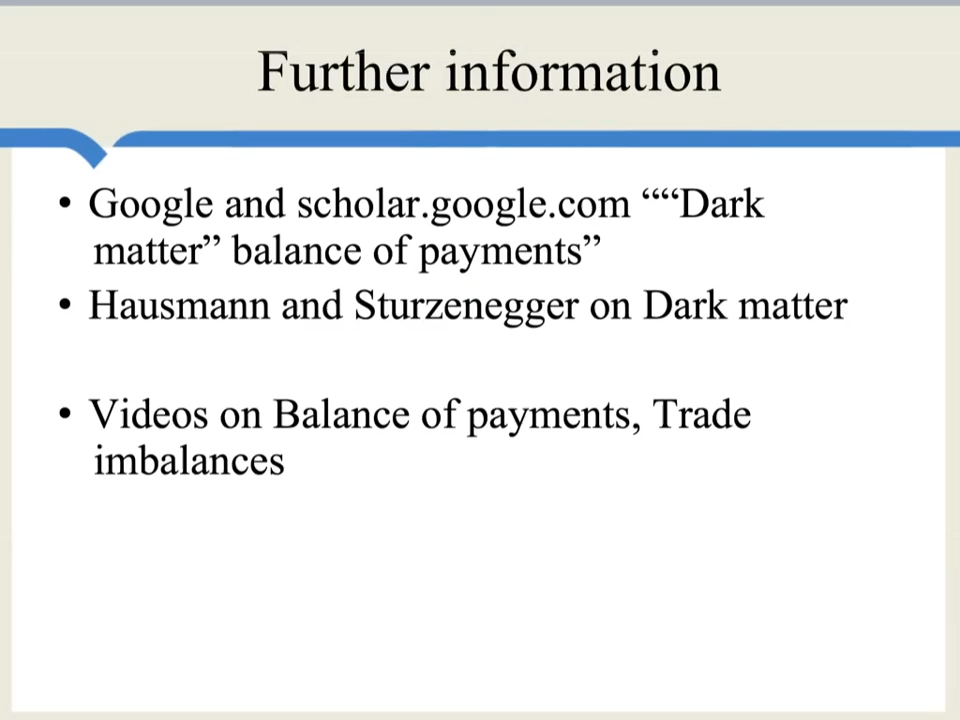 Further information
• Google and scholar.google.com ““Dark
matter” balance of payments”
• Hausmann and Sturzenegger on Dark matter
• Videos on Balance of payments, Trade
imbalances